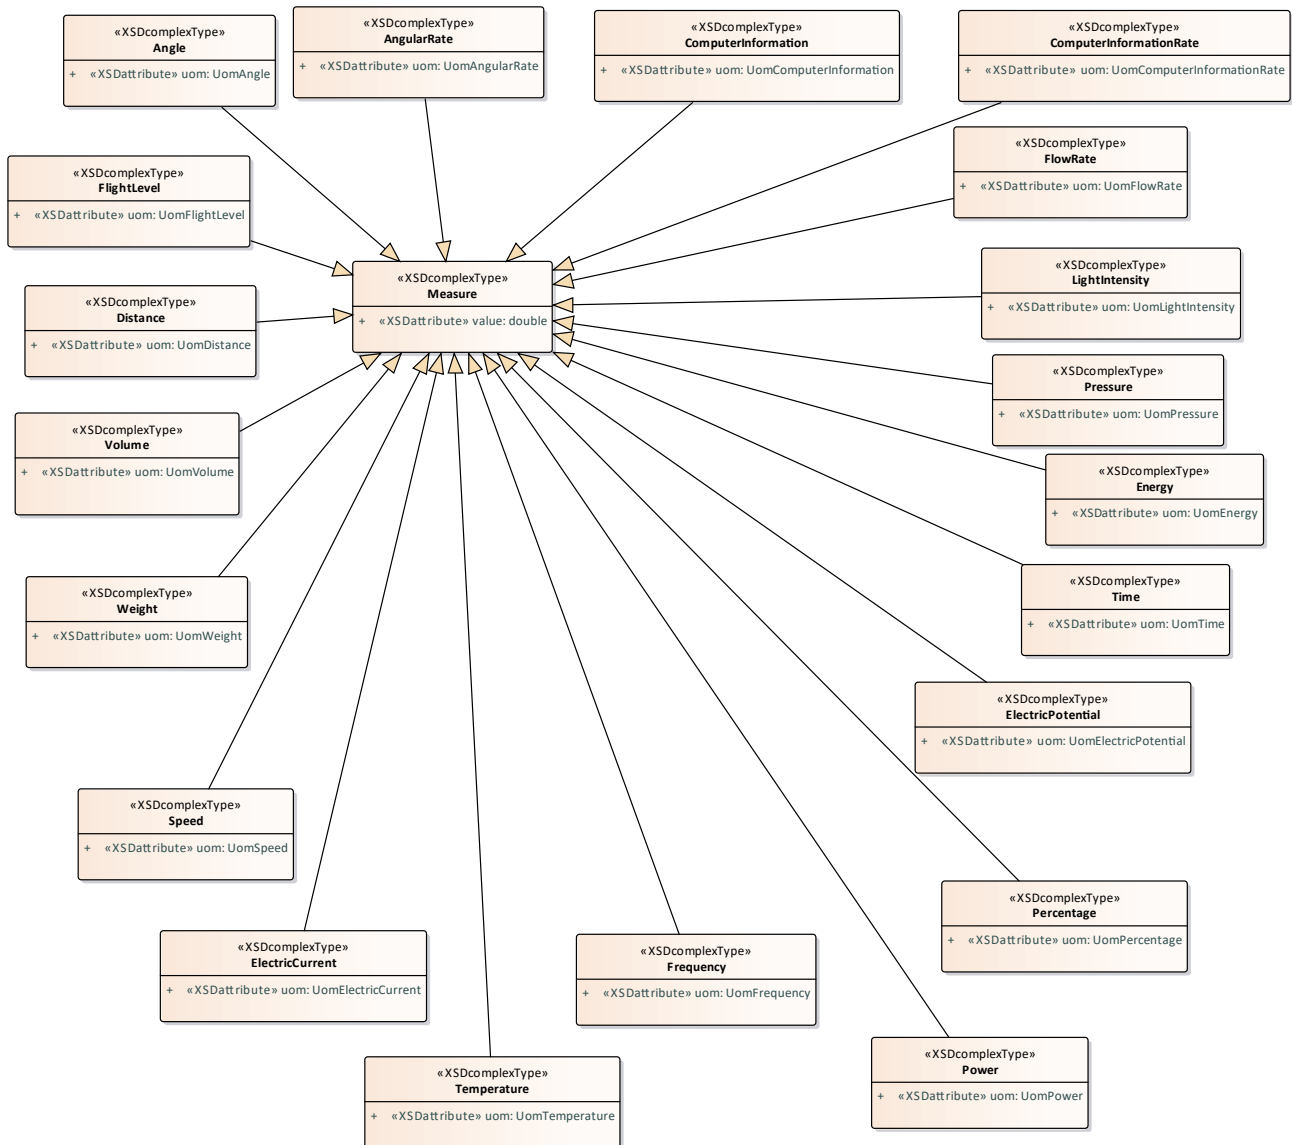 «XSDcomplexType»
Angle
+ «XSDattribute» uom: UomAngle
«XSDcomplexType»
AngularRate
+ «XSDattribute» uom: UomAngularRate
«XSDcomplexType»
ComputerInformation
+ «XSDattribute» uom: UomComputerInformation
«XSDcomplexType»
ComputerInformationRate
+ «XSDattribute» uom: UomComputerInformationRate
«XSDcomplexType»
FlowRate
+ «XSDattribute» uom: UomFlowRate
«XSDcomplexType»
FlightLevel
+ «XSDattribute» uom: UomFlightLevel
«XSDcomplexType»
Measure
+ «XSDattribute» value: double
«XSDcomplexType»
LightIntensity
+ «XSDattribute» uom: UomLightIntensity
«XSDcomplexType»
Distance
+ «XSDattribute» uom: UomDistance
«XSDcomplexType»
Pressure
+ «XSDattribute» uom: UomPressure
«XSDcomplexType»
Volume
+ «XSDattribute» uom: UomVolume
«XSDcomplexType»
Energy
+ «XSDattribute» uom: UomEnergy
«XSDcomplexType»
Time
+ «XSDattribute» uom: UomTime
«XSDcomplexType»
Weight
+ «XSDattribute» uom: UomWeight
«XSDcomplexType»
ElectricPotential
+ «XSDattribute» uom: UomElectricPotential
«XSDcomplexType»
Speed
+ «XSDattribute» uom: UomSpeed
«XSDcomplexType»
Percentage
+ «XSDattribute» uom: UomPercentage
«XSDcomplexType»
ElectricCurrent
+ «XSDattribute» uom: UomElectricCurrent
«XSDcomplexType»
Frequency
+ «XSDattribute» uom: UomFrequency
«XSDcomplexType»
Power
+ «XSDattribute» uom: UomPower
«XSDcomplexType»
Temperature
+ «XSDattribute» uom: UomTemperature